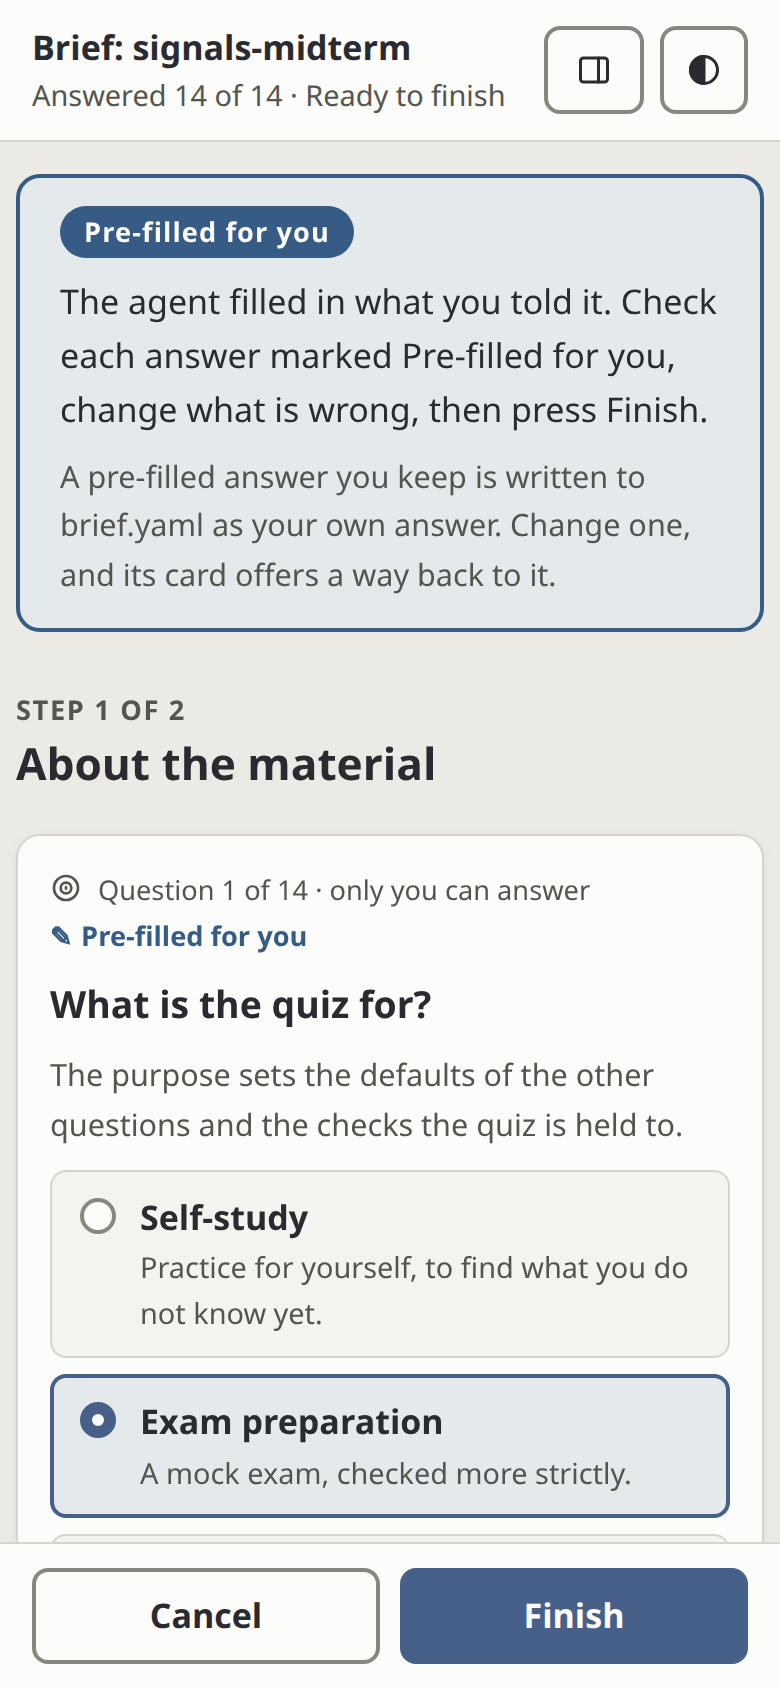 Brief: signals-midterm
Answered 14 of 14 · Ready to finish
Pre-filled for you
The agent filled in what you told it. Check
each answer marked Pre-filled for you,
change what is wrong, then press Finish.
A pre-filled answer you keep is written to
brief.yaml as your own answer. Change one,
and its card offers a way back to it.
STEP 1 OF 2
About the material
Question 1 of 14 · only you can answer
✎ Pre-filled for you
What is the quiz for?
The purpose sets the defaults of the other
questions and the checks the quiz is held to.
Self-study
Practice for yourself, to find what you do
not know yet.
Exam preparation
A mock exam, checked more strictly.
Cancel
Finish